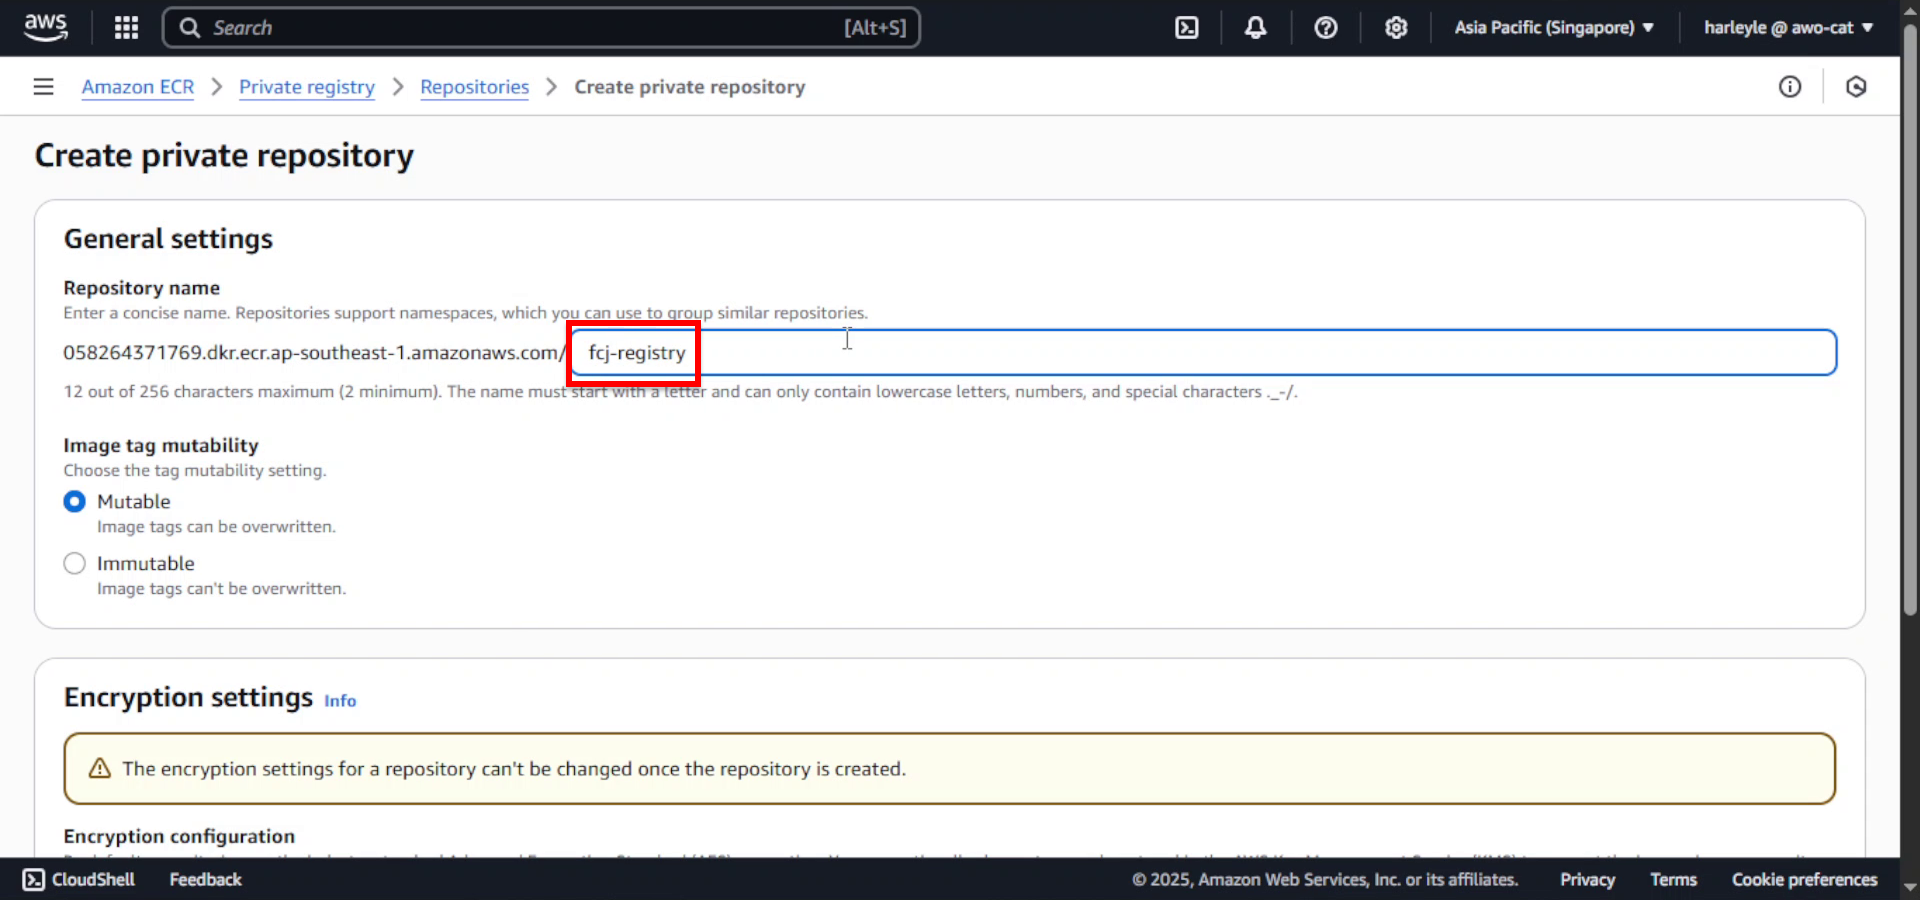 aws
Search [Alt+S]
Asia Pacific (Singapore)
harleyle @ awo-cat
Amazon ECR
Private registry
Repositories
Create private repository
Create private repository
General settings
Repository name
Enter a concise name. Repositories support namespaces, which you can use to group similar repositories.
058264371769.dkr.ecr.ap-southeast-1.amazonaws.com/ fcj-registry
12 out of 256 characters maximum (2 minimum). The name must start with a letter and can only contain lowercase letters, numbers, and special characters ._-/.
Image tag mutability
Choose the tag mutability setting.
Mutable
Image tags can be overwritten.
Immutable
Image tags can't be overwritten.
Encryption settings Info
The encryption settings for a repository can't be changed once the repository is created.
Encryption configuration
CloudShell Feedback
© 2025, Amazon Web Services, Inc. or its affiliates. Privacy Terms Cookie preferences